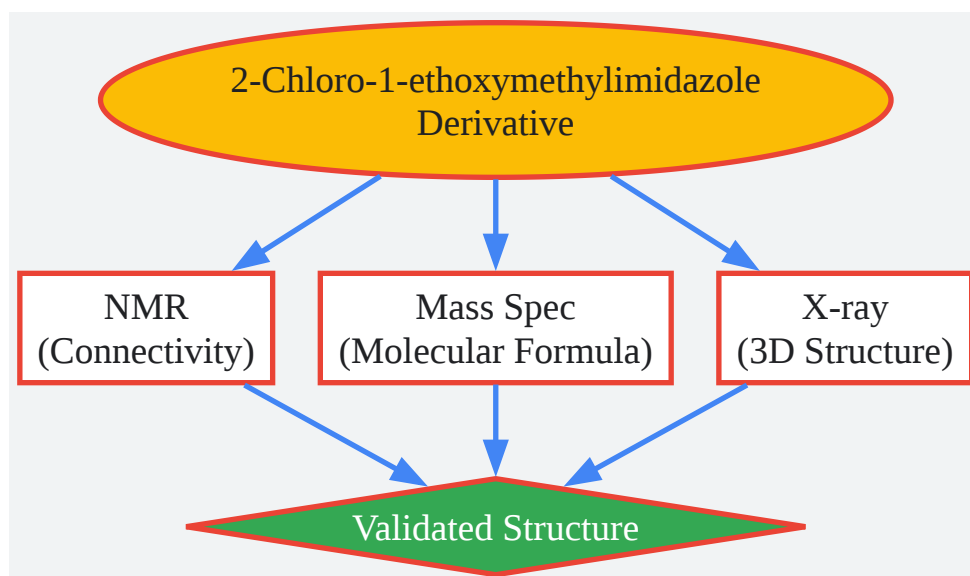 2-Chloro-1-ethoxymethylimidazole
Derivative
NMR
(Connectivity)
Mass Spec
(Molecular Formula)
X-ray
(3D Structure)
Validated Structure